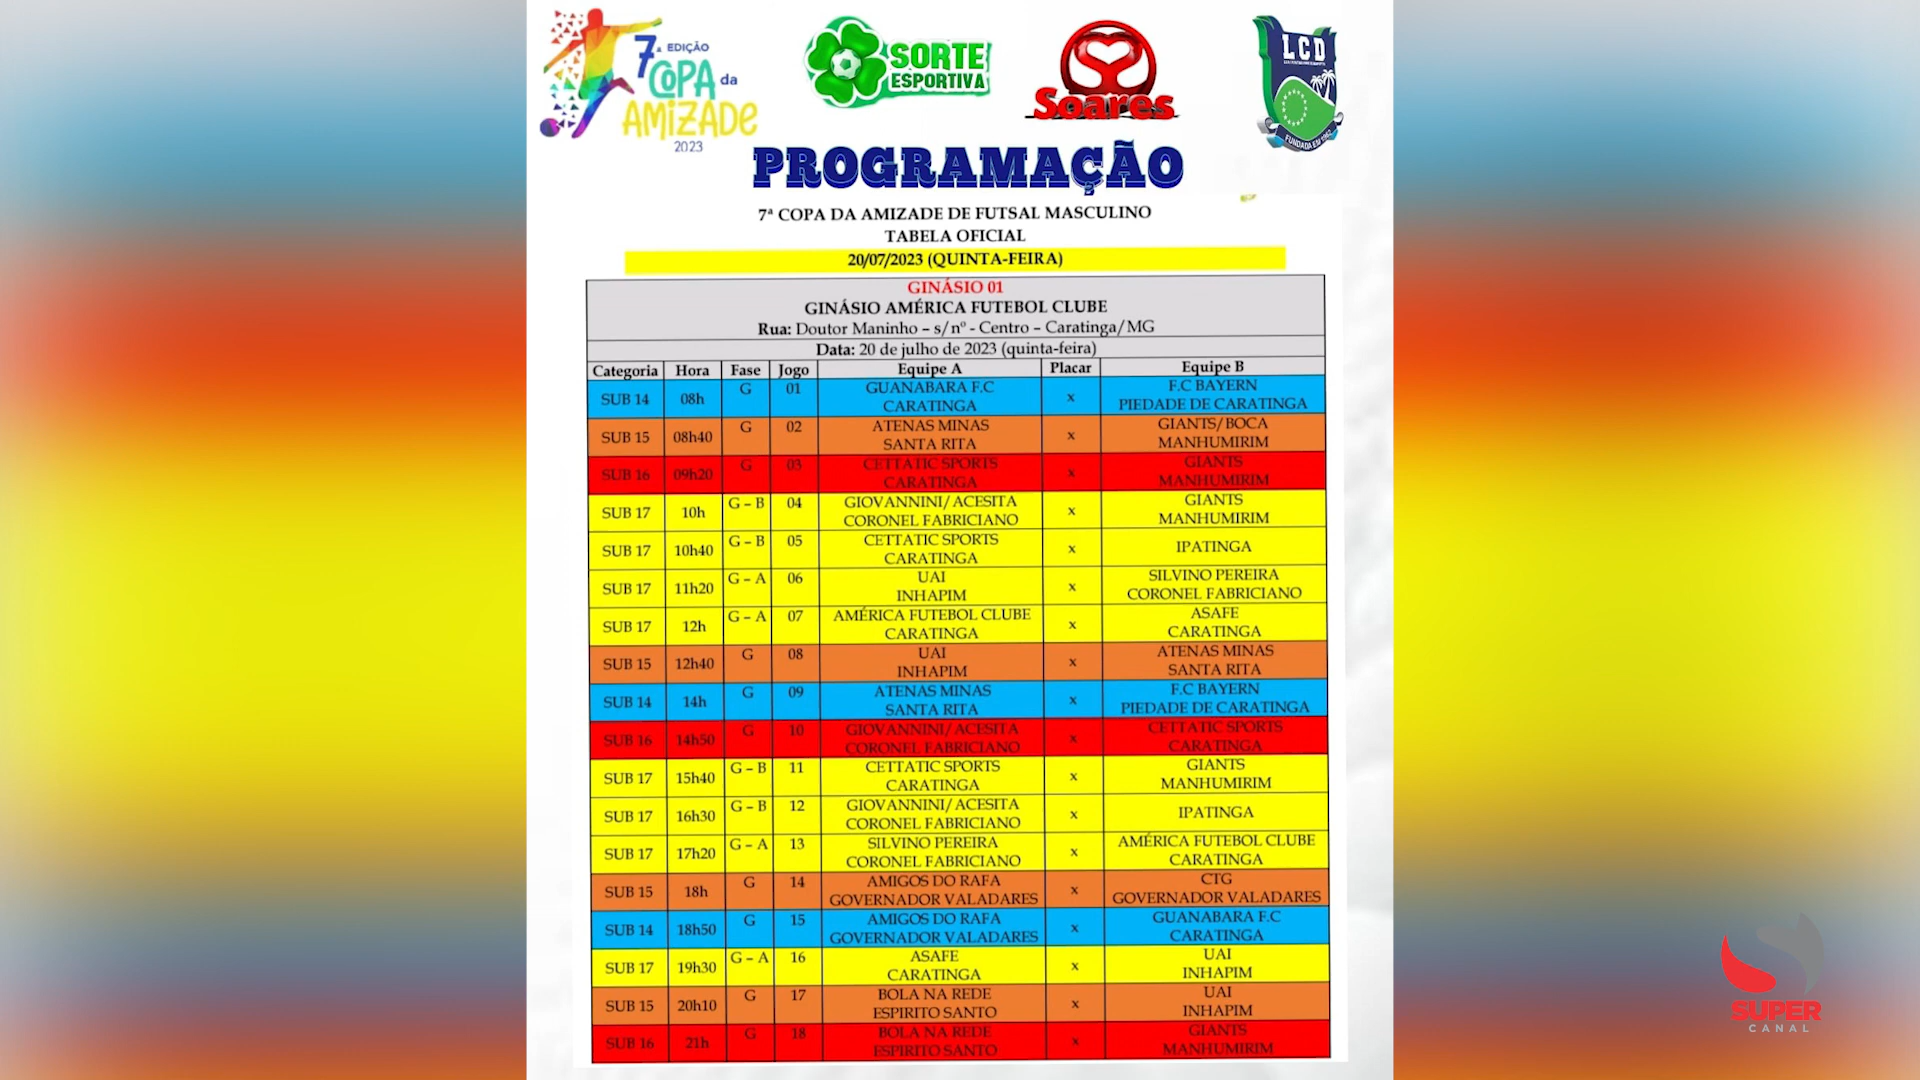 7ª EDIÇÃO
COPA da
AMIZADE
2023
SORTE
ESPORTIVA
Soares
LCD
FUNDADA EM 1962
PROGRAMAÇÃO
7ª COPA DA AMIZADE DE FUTSAL MASCULINO
TABELA OFICIAL
20/07/2023 (QUINTA-FEIRA)
GINÁSIO 01
GINÁSIO AMÉRICA FUTEBOL CLUBE
Rua: Doutor Maninho – s/nº - Centro – Caratinga/MG
Data: 20 de julho de 2023 (quinta-feira)
Categoria Hora Fase Jogo Equipe A Placar Equipe B
SUB 14 08h G 01 GUANABARA F.C CARATINGA x F.C BAYERN PIEDADE DE CARATINGA
SUB 15 08h40 G 02 ATENAS MINAS SANTA RITA x GIANTS/BOCA MANHUMIRIM
SUB 16 09h20 G 03 CETTATIC SPORTS CARATINGA x GIANTS MANHUMIRIM
SUB 17 10h G – B 04 GIOVANNINI/ACESITA CORONEL FABRICIANO x GIANTS MANHUMIRIM
SUB 17 10h40 G – B 05 CETTATIC SPORTS CARATINGA x IPATINGA
SUB 17 11h20 G – A 06 UAI INHAPIM x SILVINO PEREIRA CORONEL FABRICIANO
SUB 17 12h G – A 07 AMÉRICA FUTEBOL CLUBE CARATINGA x ASAFE CARATINGA
SUB 15 12h40 G 08 UAI INHAPIM x ATENAS MINAS SANTA RITA
SUB 14 14h G 09 ATENAS MINAS SANTA RITA x F.C BAYERN PIEDADE DE CARATINGA
SUB 16 14h50 G 10 GIOVANNINI/ACESITA CORONEL FABRICIANO x CETTATIC SPORTS CARATINGA
SUB 17 15h40 G – B 11 CETTATIC SPORTS CARATINGA x GIANTS MANHUMIRIM
SUB 17 16h30 G – B 12 GIOVANNINI/ACESITA CORONEL FABRICIANO x IPATINGA
SUB 17 17h20 G – A 13 SILVINO PEREIRA CORONEL FABRICIANO x AMÉRICA FUTEBOL CLUBE CARATINGA
SUB 15 18h G 14 AMIGOS DO RAFA GOVERNADOR VALADARES x CTG GOVERNADOR VALADARES
SUB 14 18h50 G 15 AMIGOS DO RAFA GOVERNADOR VALADARES x GUANABARA F.C CARATINGA
SUB 17 19h30 G – A 16 ASAFE CARATINGA x UAI INHAPIM
SUB 15 20h10 G 17 BOLA NA REDE ESPIRITO SANTO x UAI INHAPIM
SUB 16 21h G 18 BOLA NA REDE ESPIRITO SANTO x GIANTS MANHUMIRIM
SUPER
CANAL